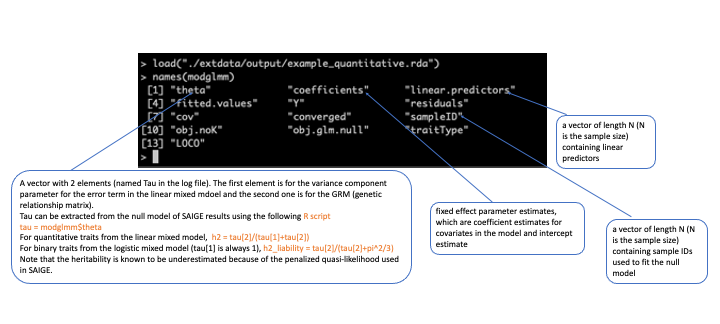 > load("./extdata/output/example_quantitative.rda")
> names(modglmm)
[1] "theta" "coefficients" "linear.predictors"
[4] "fitted.values" "Y" "residuals"
[7] "cov" "converged" "sampleID"
[10] "obj.noK" "obj.glm.null" "traitType"
[13] "LOCO"
>
a vector of length N (N
is the sample size)
containing linear
predictors
A vector with 2 elements (named Tau in the log file). The first element is for the variance component
parameter for the error term in the linear mixed mdoel and the second one is for the GRM (genetic
relationship matrix).
Tau can be extracted from the null model of SAIGE results using the following R script
tau = modglmm$theta
For quantitative traits from the linear mixed model, h2 = tau[2]/(tau[1]+tau[2])
For binary traits from the logistic mixed model (tau[1] is always 1), h2_liability = tau[2]/(tau[2]+pi^2/3)
Note that the heritability is known to be underestimated because of the penalized quasi-likelihood used
in SAIGE.
fixed effect parameter estimates,
which are coefficient estimates for
covariates in the model and intercept
estimate
a vector of length N (N
is the sample size)
containing sample IDs
used to fit the null
model